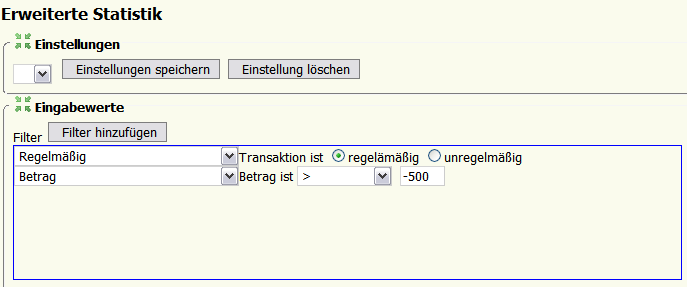 Erweiterte Statistik
Einstellungen
Einstellungen speichern Einstellung löschen
Eingabewerte
Filter Filter hinzufügen
Regelmäßig Transaktion ist regelämäßig unregelmäßig
Betrag Betrag ist > -500